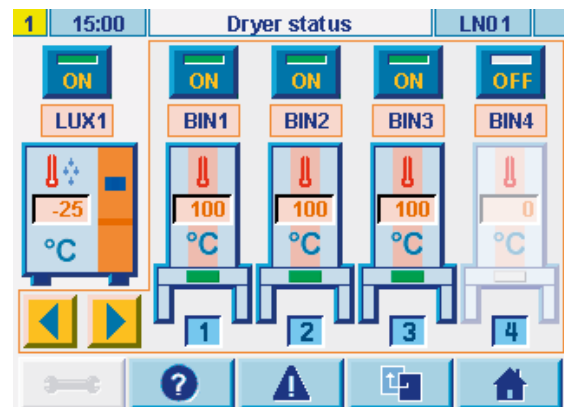 1 15:00 Dryer status LN01
ON ON ON ON OFF
LUX1 BIN1 BIN2 BIN3 BIN4
-25 100 100 100 0
°C °C °C °C °C
1 2 3 4
?